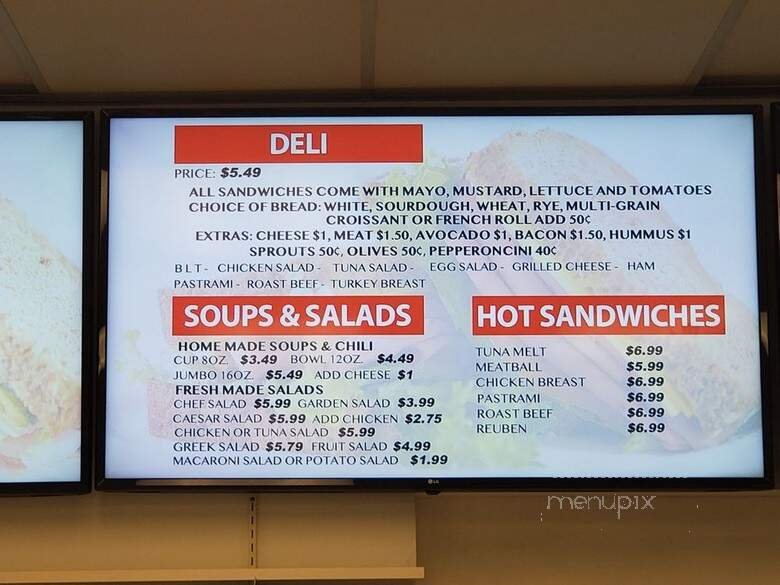 DELI
PRICE: $5.49
ALL SANDWICHES COME WITH MAYO, MUSTARD, LETTUCE AND TOMATOES
CHOICE OF BREAD: WHITE, SOURDOUGH, WHEAT, RYE, MULTI-GRAIN
CROISSANT OR FRENCH ROLL ADD 50¢
EXTRAS: CHEESE $1, MEAT $1.50, AVOCADO $1, BACON $1.50, HUMMUS $1
SPROUTS 50¢, OLIVES 50¢, PEPPERONCINI 40¢
B L T - CHICKEN SALAD - TUNA SALAD - EGG SALAD - GRILLED CHEESE - HAM
PASTRAMI - ROAST BEEF - TURKEY BREAST
SOUPS & SALADS
HOME MADE SOUPS & CHILI
CUP 8OZ. $3.49 BOWL 12OZ. $4.49
JUMBO 16OZ. $5.49 ADD CHEESE $1
FRESH MADE SALADS
CHEF SALAD $5.99 GARDEN SALAD $3.99
CAESAR SALAD $5.99 ADD CHICKEN $2.75
CHICKEN OR TUNA SALAD $5.99
GREEK SALAD $5.79 FRUIT SALAD $4.99
MACARONI SALAD OR POTATO SALAD $1.99
HOT SANDWICHES
TUNA MELT $6.99
MEATBALL $5.99
CHICKEN BREAST $6.99
PASTRAMI $6.99
ROAST BEEF $6.99
REUBEN $6.99
LG
menupix